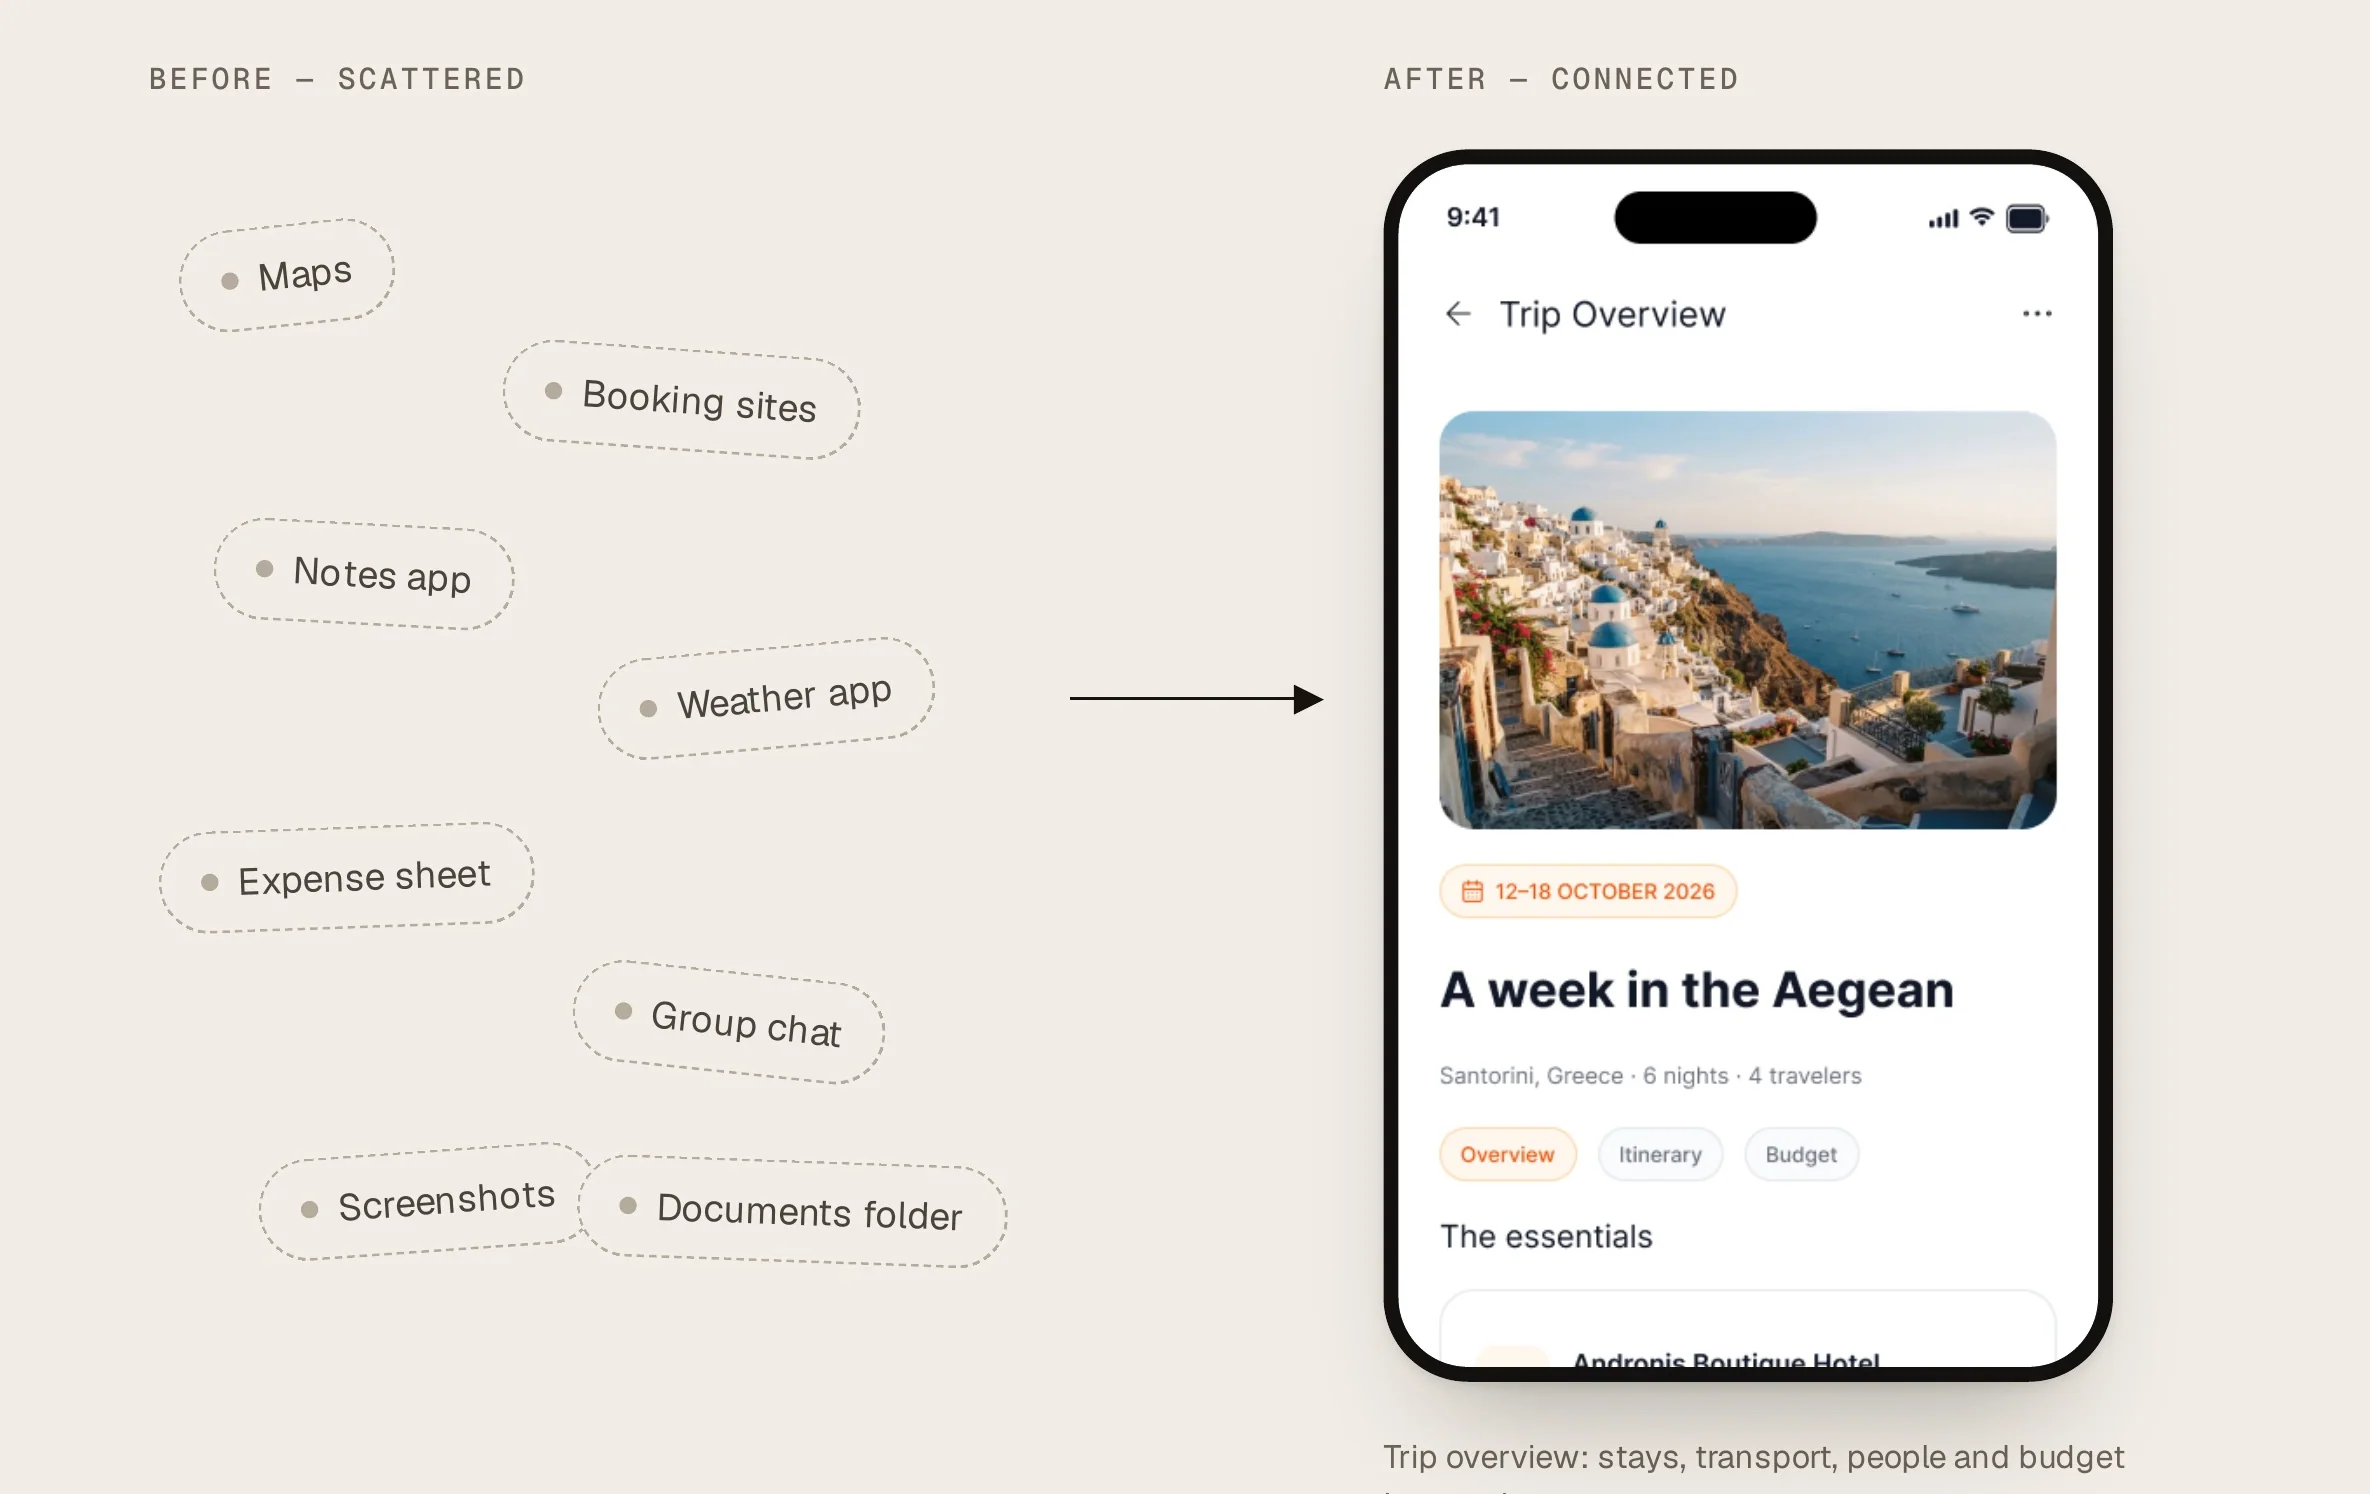 BEFORE — SCATTERED
Maps
Booking sites
Notes app
Weather app
Expense sheet
Group chat
Screenshots
Documents folder
AFTER — CONNECTED
9:41
Trip Overview
12–18 OCTOBER 2026
A week in the Aegean
Santorini, Greece · 6 nights · 4 travelers
Overview
Itinerary
Budget
The essentials
Andronis Boutique Hotel
Trip overview: stays, transport, people and budget